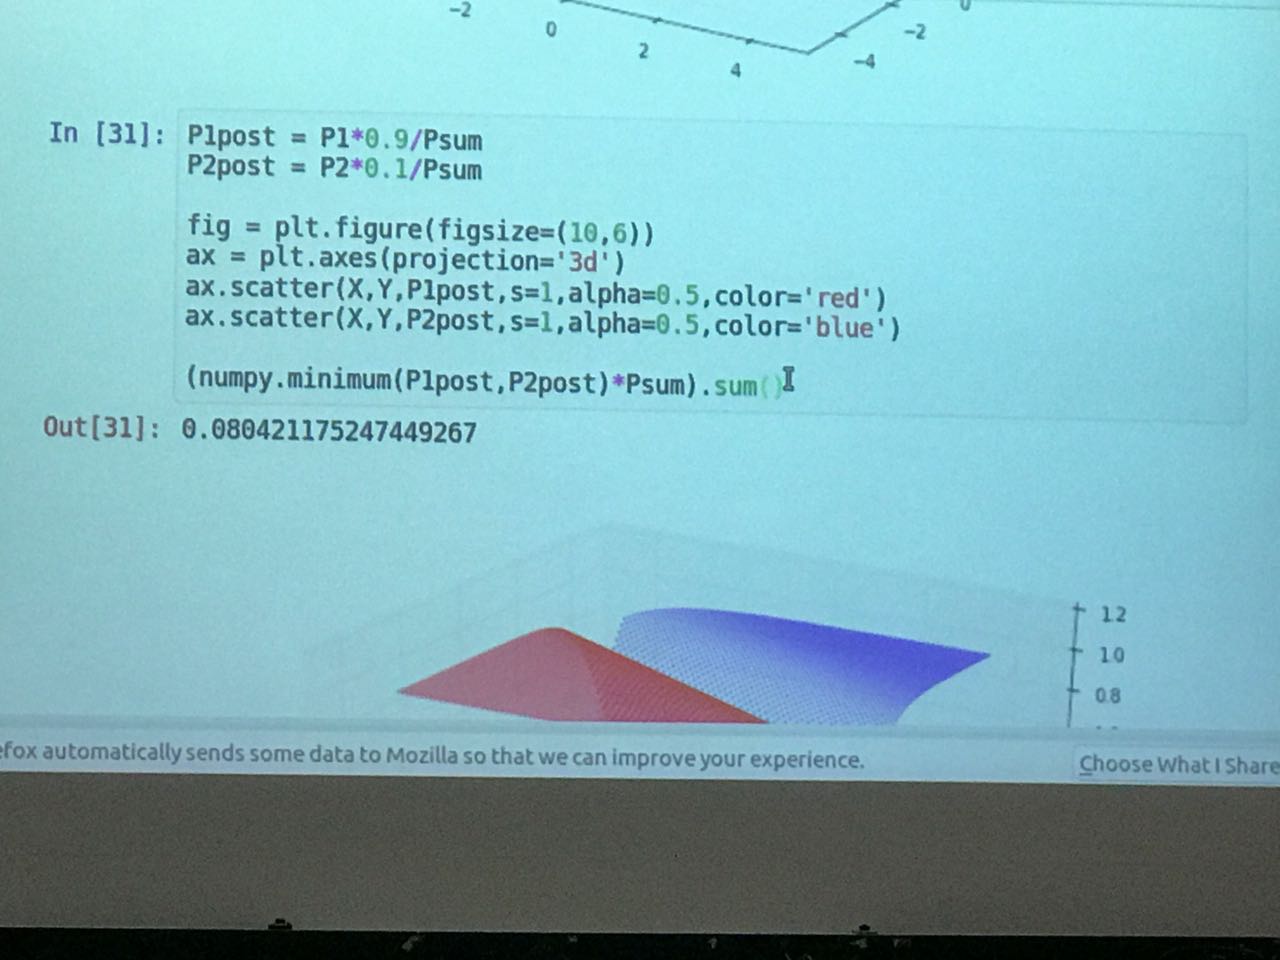 -2
0
2
4
-4
-2
0
In [31]: P1post = P1*0.9/Psum
P2post = P2*0.1/Psum
fig = plt.figure(figsize=(10,6))
ax = plt.axes(projection='3d')
ax.scatter(X,Y,P1post,s=1,alpha=0.5,color='red')
ax.scatter(X,Y,P2post,s=1,alpha=0.5,color='blue')
(numpy.minimum(P1post,P2post)*Psum).sum()
Out[31]: 0.080421175247449267
1.2
1.0
0.8
efox automatically sends some data to Mozilla so that we can improve your experience.
Choose What I Share